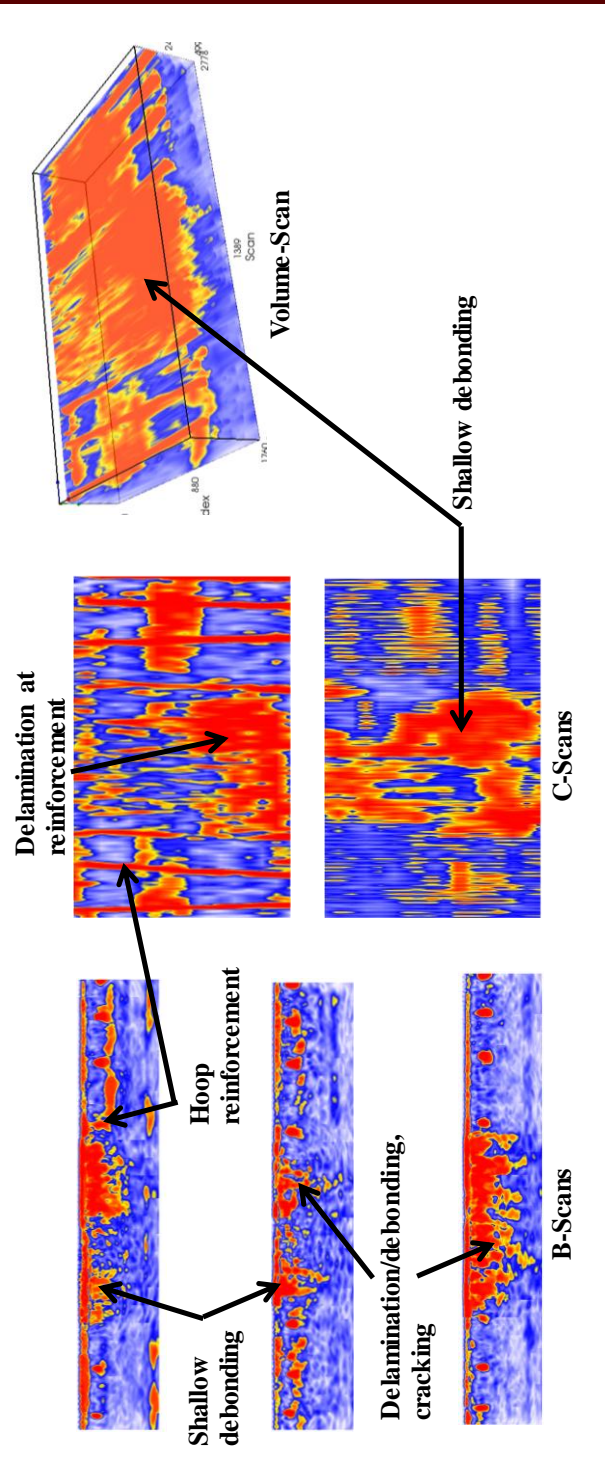 Delamination at
reinforcement
Shallow
debonding
Hoop
reinforcement
24
2778
880
dex
1389
Scan
1760
Volume-Scan
Delamination/debonding,
cracking
Shallow debonding
B-Scans
C-Scans